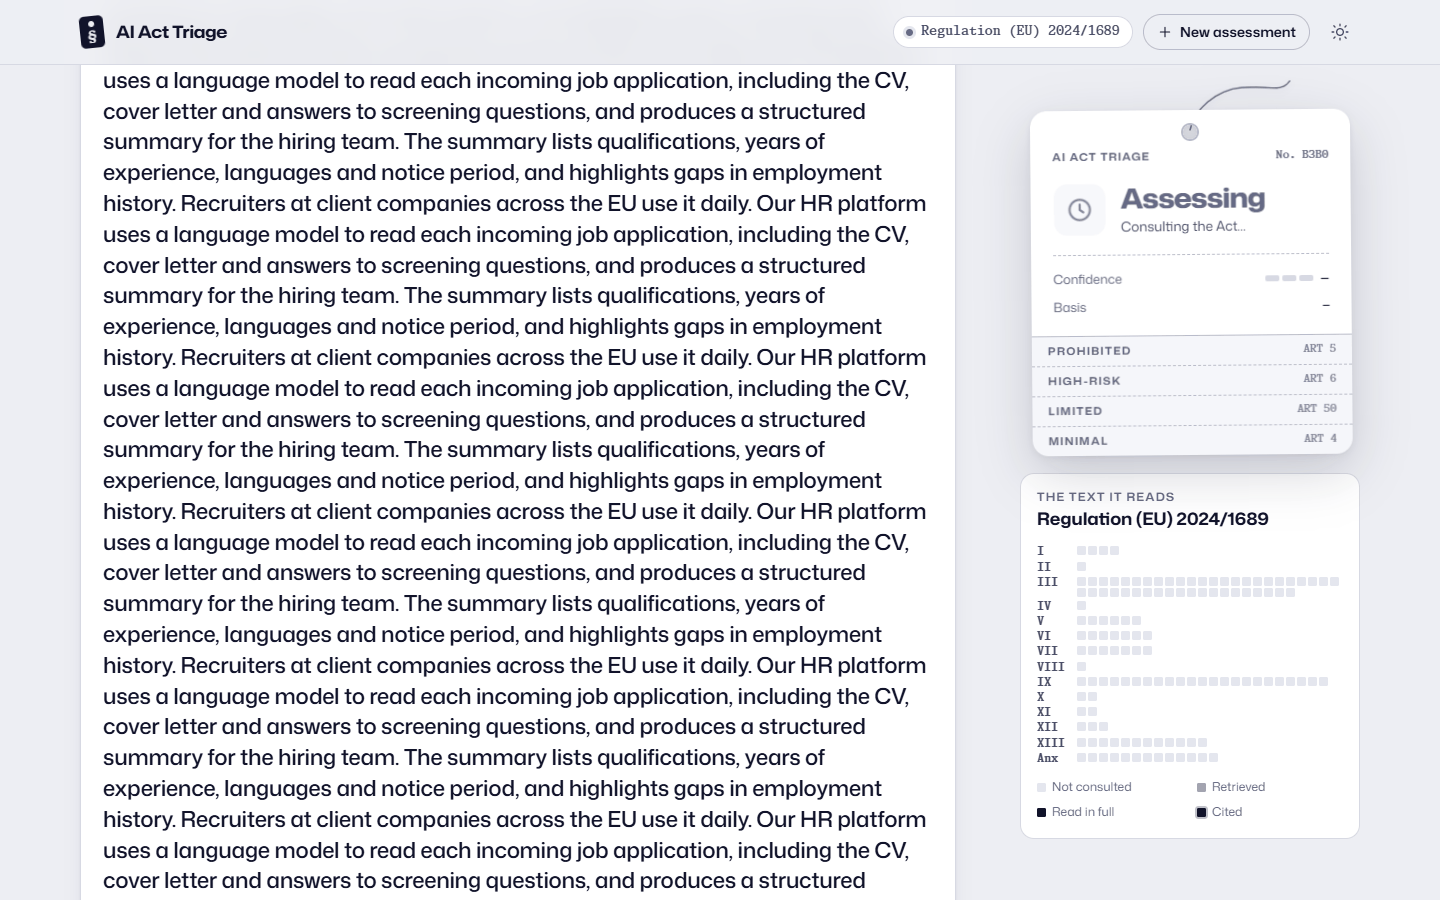 AI Act Triage
Regulation (EU) 2024/1689
New assessment
uses a language model to read each incoming job application, including the CV,
cover letter and answers to screening questions, and produces a structured
summary for the hiring team. The summary lists qualifications, years of
experience, languages and notice period, and highlights gaps in employment
history. Recruiters at client companies across the EU use it daily. Our HR platform
uses a language model to read each incoming job application, including the CV,
cover letter and answers to screening questions, and produces a structured
summary for the hiring team. The summary lists qualifications, years of
experience, languages and notice period, and highlights gaps in employment
history. Recruiters at client companies across the EU use it daily. Our HR platform
uses a language model to read each incoming job application, including the CV,
cover letter and answers to screening questions, and produces a structured
summary for the hiring team. The summary lists qualifications, years of
experience, languages and notice period, and highlights gaps in employment
history. Recruiters at client companies across the EU use it daily. Our HR platform
uses a language model to read each incoming job application, including the CV,
cover letter and answers to screening questions, and produces a structured
summary for the hiring team. The summary lists qualifications, years of
experience, languages and notice period, and highlights gaps in employment
history. Recruiters at client companies across the EU use it daily. Our HR platform
uses a language model to read each incoming job application, including the CV,
cover letter and answers to screening questions, and produces a structured
summary for the hiring team. The summary lists qualifications, years of
experience, languages and notice period, and highlights gaps in employment
history. Recruiters at client companies across the EU use it daily. Our HR platform
uses a language model to read each incoming job application, including the CV,
cover letter and answers to screening questions, and produces a structured
AI ACT TRIAGE
No. B3B0
Assessing
Consulting the Act…
Confidence –
Basis –
PROHIBITED ART 5
HIGH-RISK ART 6
LIMITED ART 50
MINIMAL ART 4
THE TEXT IT READS
Regulation (EU) 2024/1689
I
II
III
IV
V
VI
VII
VIII
IX
X
XI
XII
XIII
Anx
Not consulted
Retrieved
Read in full
Cited